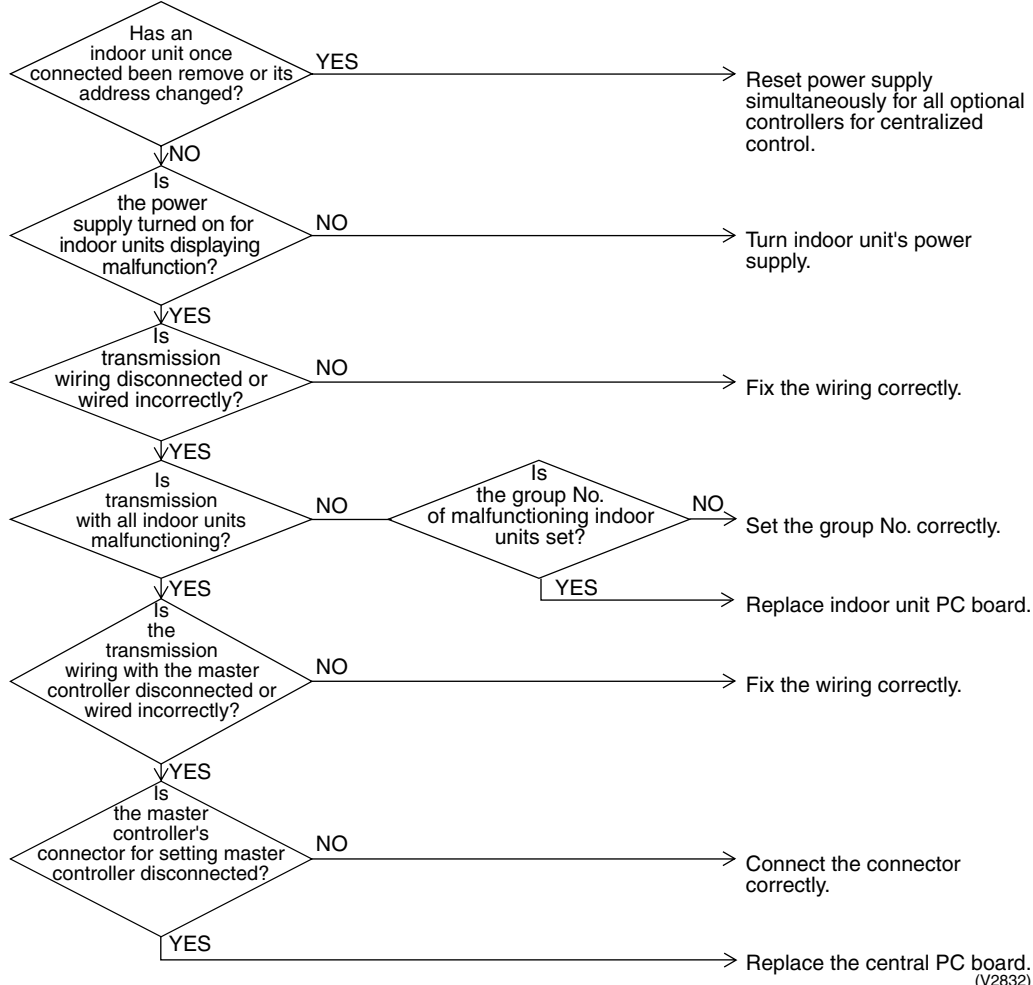 Has an
indoor unit once
connected been remove or its
address changed?
YES
Reset power supply
simultaneously for all optional
controllers for centralized
control.
NO
Is
the power
supply turned on for
indoor units displaying
malfunction?
NO
Turn indoor unit's power
supply.
YES
Is
transmission
wiring disconnected or
wired incorrectly?
NO
Fix the wiring correctly.
YES
Is
transmission
with all indoor units
malfunctioning?
NO
Is
the group No.
of malfunctioning indoor
units set?
NO
Set the group No. correctly.
YES
Replace indoor unit PC board.
YES
Is
the
transmission
wiring with the master
controller disconnected or
wired incorrectly?
NO
Fix the wiring correctly.
YES
Is
the master
controller's
connector for setting master
controller disconnected?
NO
Connect the connector
correctly.
YES
Replace the central PC board.
(V2832)